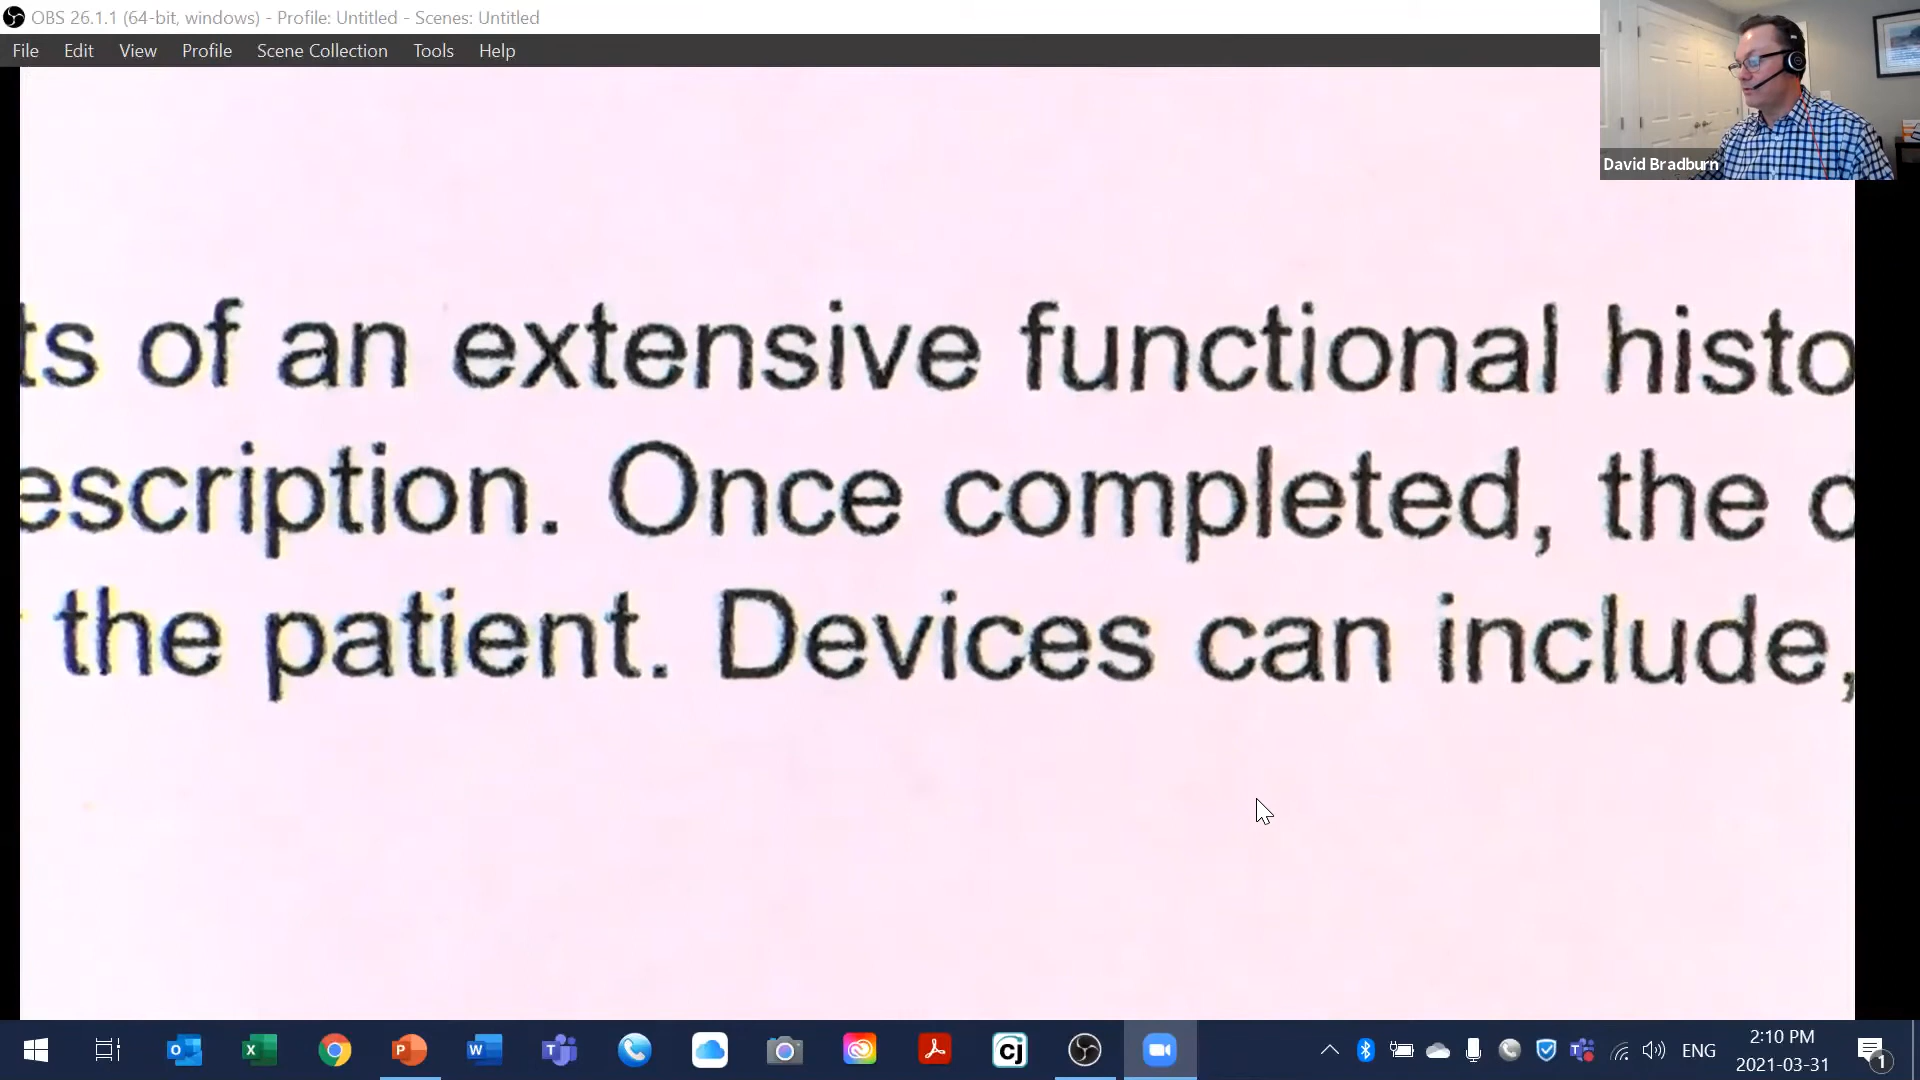 OBS 26.1.1 (64-bit, windows) - Profile: Untitled - Scenes: Untitled
File Edit View Profile Scene Collection Tools Help
David Bradburn
ts of an extensive functional histo
escription. Once completed, the
the patient. Devices can include,
ENG
2:10 PM
2021-03-31
1